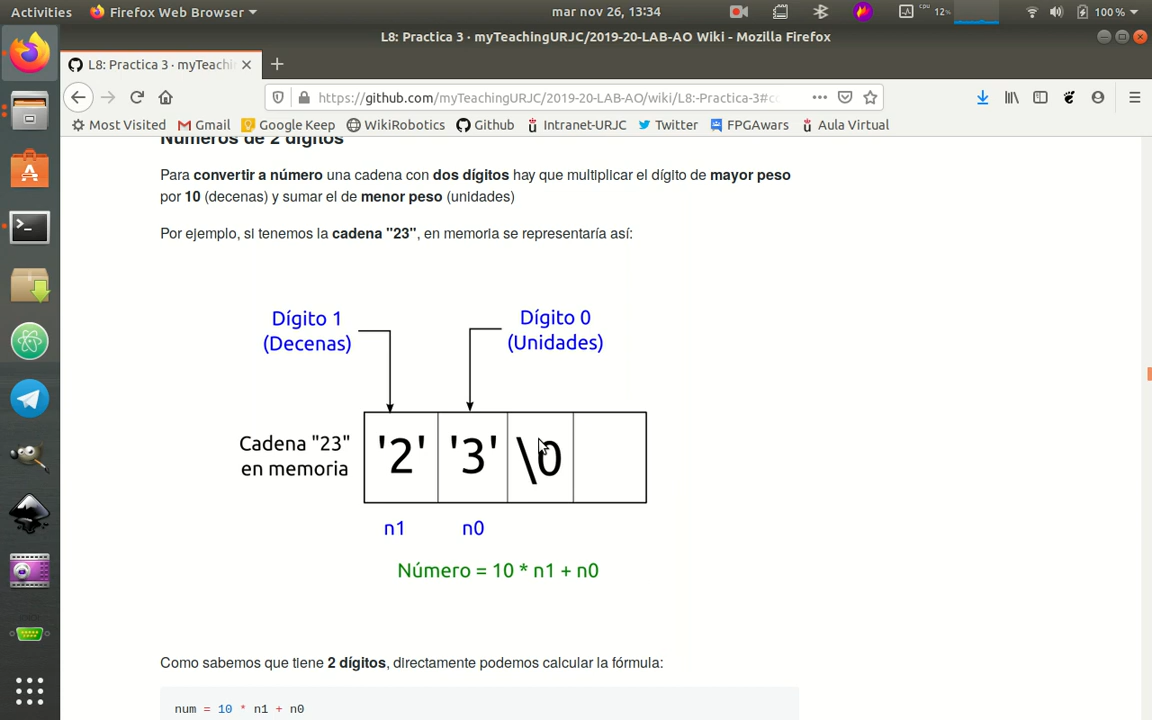 Activities Firefox Web Browser mar nov 26, 13:34 cpu 12% 100%
L8: Practica 3 · myTeachingURJC/2019-20-LAB-AO Wiki - Mozilla Firefox
L8: Practica 3 · myTeachin
https://github.com/myTeachingURJC/2019-20-LAB-AO/wiki/L8:-Practica-3#c
Most Visited Gmail Google Keep WikiRobotics Github Intranet-URJC Twitter FPGAwars Aula Virtual
Números de 2 dígitos
Para convertir a número una cadena con dos dígitos hay que multiplicar el dígito de mayor peso
por 10 (decenas) y sumar el de menor peso (unidades)
Por ejemplo, si tenemos la cadena "23", en memoria se representaría así:
Dígito 1
(Decenas)
Dígito 0
(Unidades)
Cadena "23"
en memoria
'2' '3' \0
n1 n0
Número = 10 * n1 + n0
Como sabemos que tiene 2 dígitos, directamente podemos calcular la fórmula:
num = 10 * n1 + n0